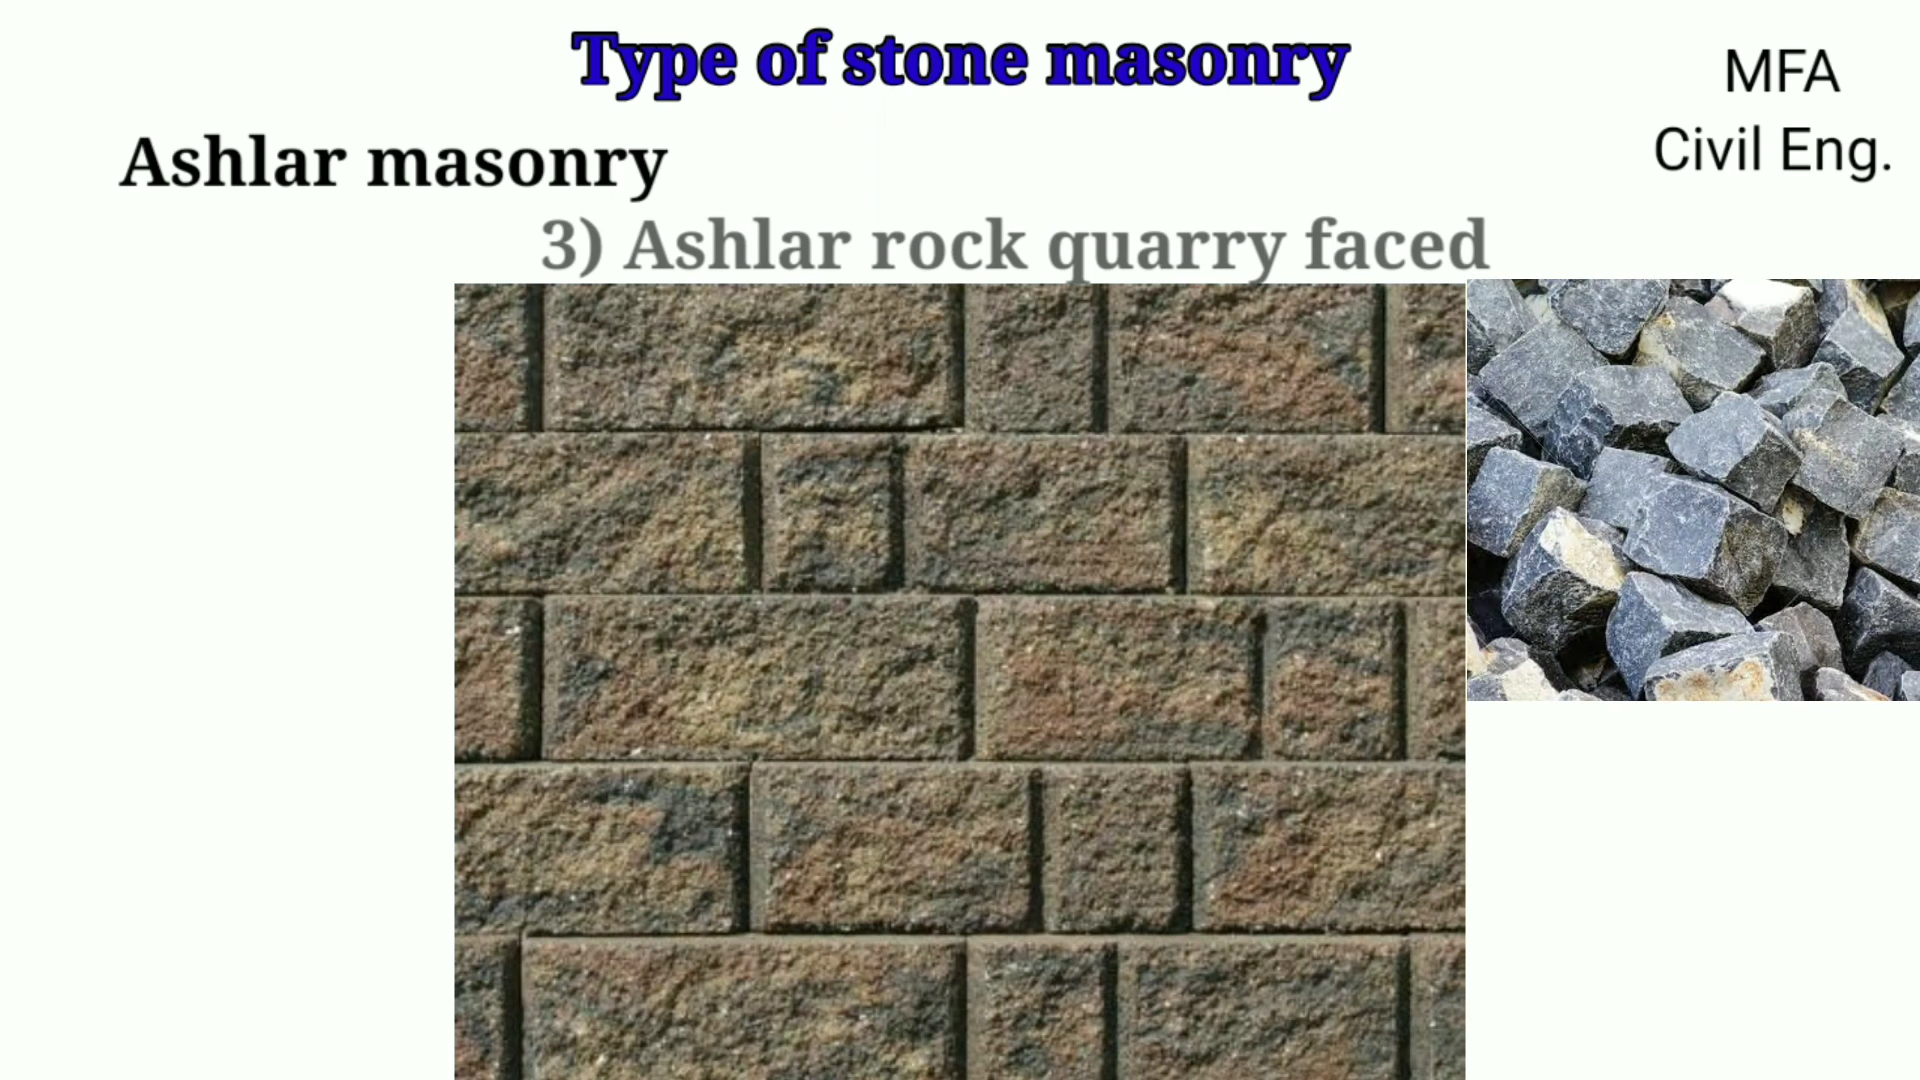 Type of stone masonry
MFA
Civil Eng.
Ashlar masonry
3) Ashlar rock quarry faced